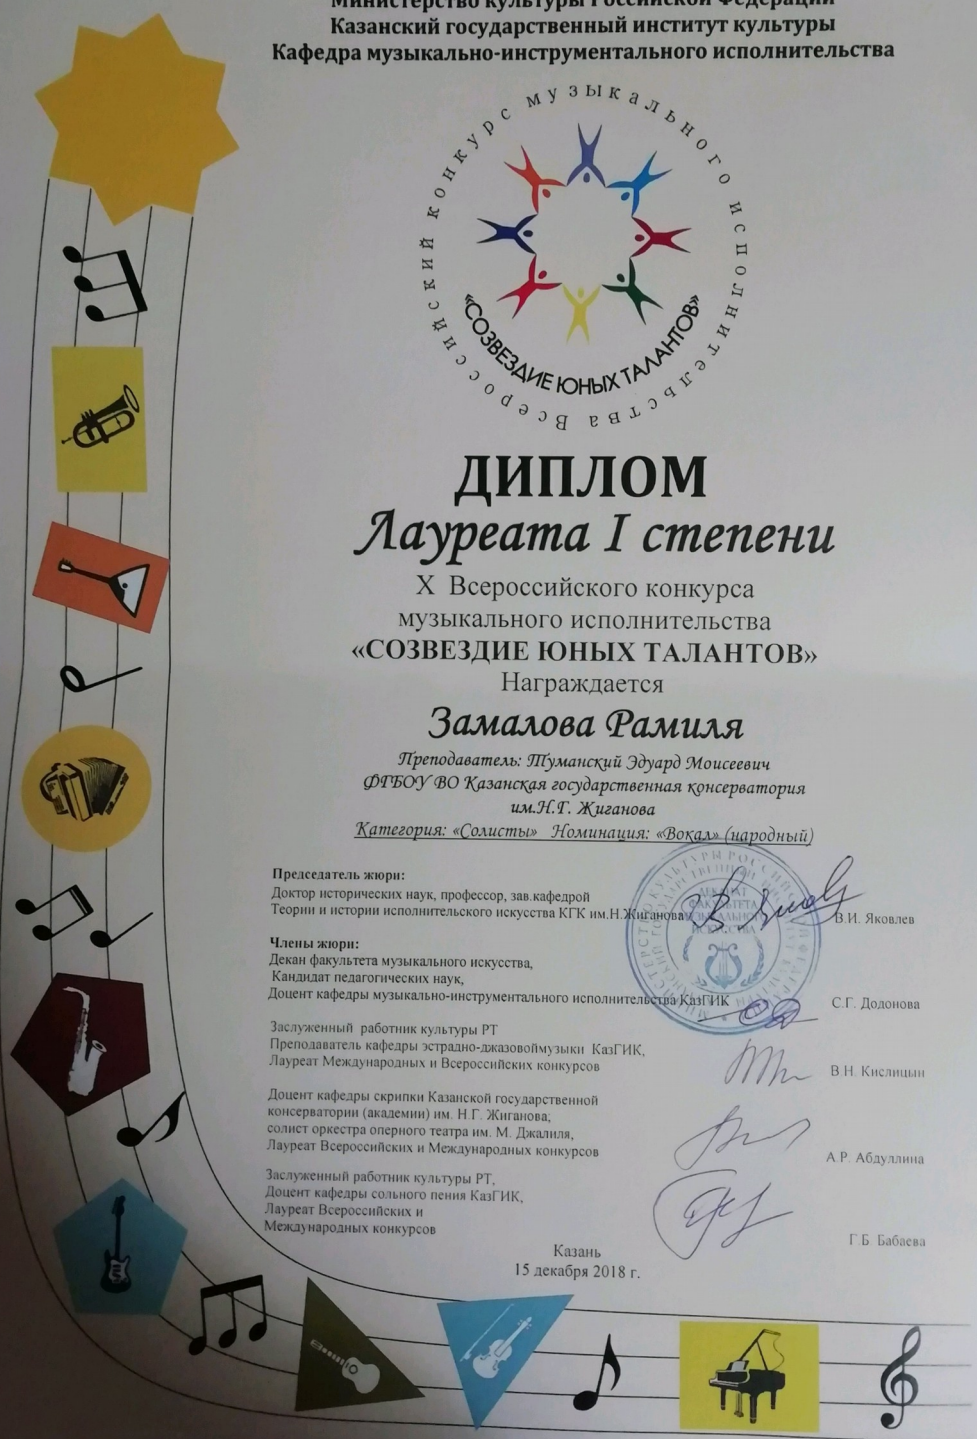 Министерство культуры Российской Федерации
Казанский государственный институт культуры
Кафедра музыкально-инструментального исполнительства
Всероссийский конкурс музыкального исполнительства
«СОЗВЕЗДИЕ ЮНЫХ ТАЛАНТОВ»
ДИПЛОМ
Лауреата I степени
X Всероссийского конкурса
музыкального исполнительства
«СОЗВЕЗДИЕ ЮНЫХ ТАЛАНТОВ»
Награждается
Замалова Рамиля
Преподаватель: Туманский Эдуард Моисеевич
ФГБОУ ВО Казанская государственная консерватория
им.Н.Г. Жиганова
Категория: «Солисты» Номинация: «Вокал» (народный)
Председатель жюри:
Доктор исторических наук, профессор, зав.кафедрой
Теории и истории исполнительского искусства КГК им.Н.Жиганова
В.И. Яковлев
Члены жюри:
Декан факультета музыкального искусства,
Кандидат педагогических наук,
Доцент кафедры музыкально-инструментального исполнительства КазГИК
С.Г. Додонова
Заслуженный работник культуры РТ
Преподаватель кафедры эстрадно-джазовоймузыки КазГИК,
Лауреат Международных и Всероссийских конкурсов
В.Н. Кислицын
Доцент кафедры скрипки Казанской государственной
консерватории (академии) им. Н.Г. Жиганова;
солист оркестра оперного театра им. М. Джалиля,
Лауреат Всероссийских и Международных конкурсов
А.Р. Абдуллина
Заслуженный работник культуры РТ,
Доцент кафедры сольного пения КазГИК,
Лауреат Всероссийских и
Международных конкурсов
Г.Б. Бабаева
Казань
15 декабря 2018 г.
ДЕКАНАТ
ФАКУЛЬТЕТА
МУЗЫКАЛЬНОГО
ИСКУССТВА